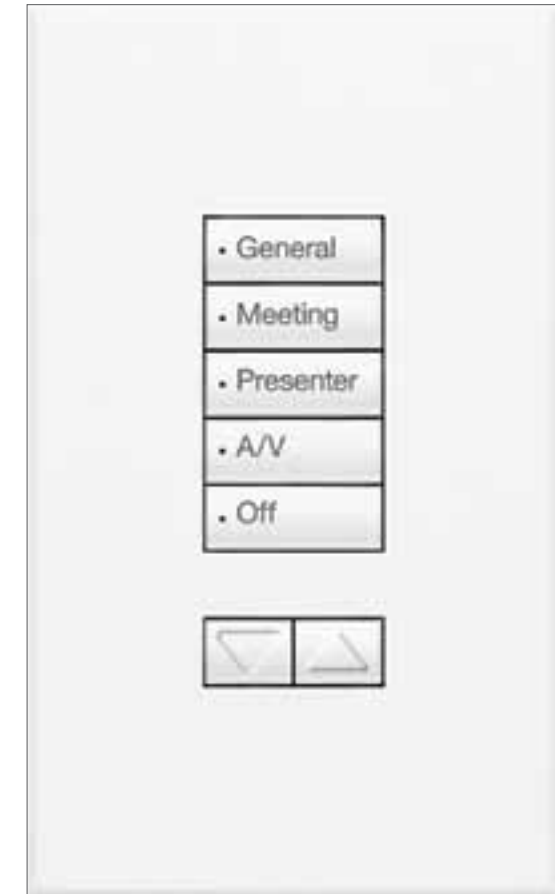 • General
• Meeting
• Presenter
• A/V
• Off